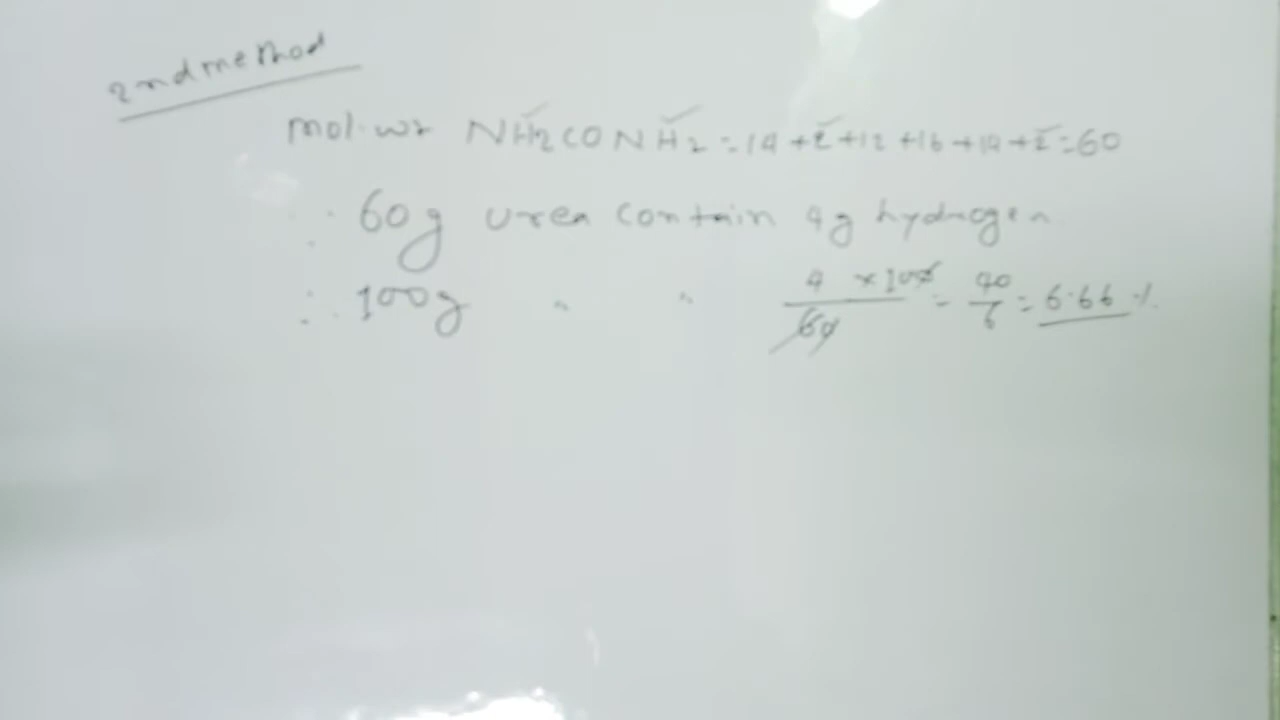 2nd method
mol. wt NH2CONH2 = 14 + 2 + 12 + 16 + 14 + 2 = 60
∴ 60g urea contain 4g hydrogen
∴ 100g " " 4 × 100 / 60 = 40 / 6 = 6.66 %.